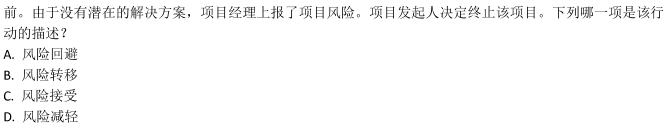 前。由于没有潜在的解决方案，项目经理上报了项目风险。项目发起人决定终止该项目。下列哪一项是该行
动的描述？
A. 风险回避
B. 风险转移
C. 风险接受
D. 风险减轻